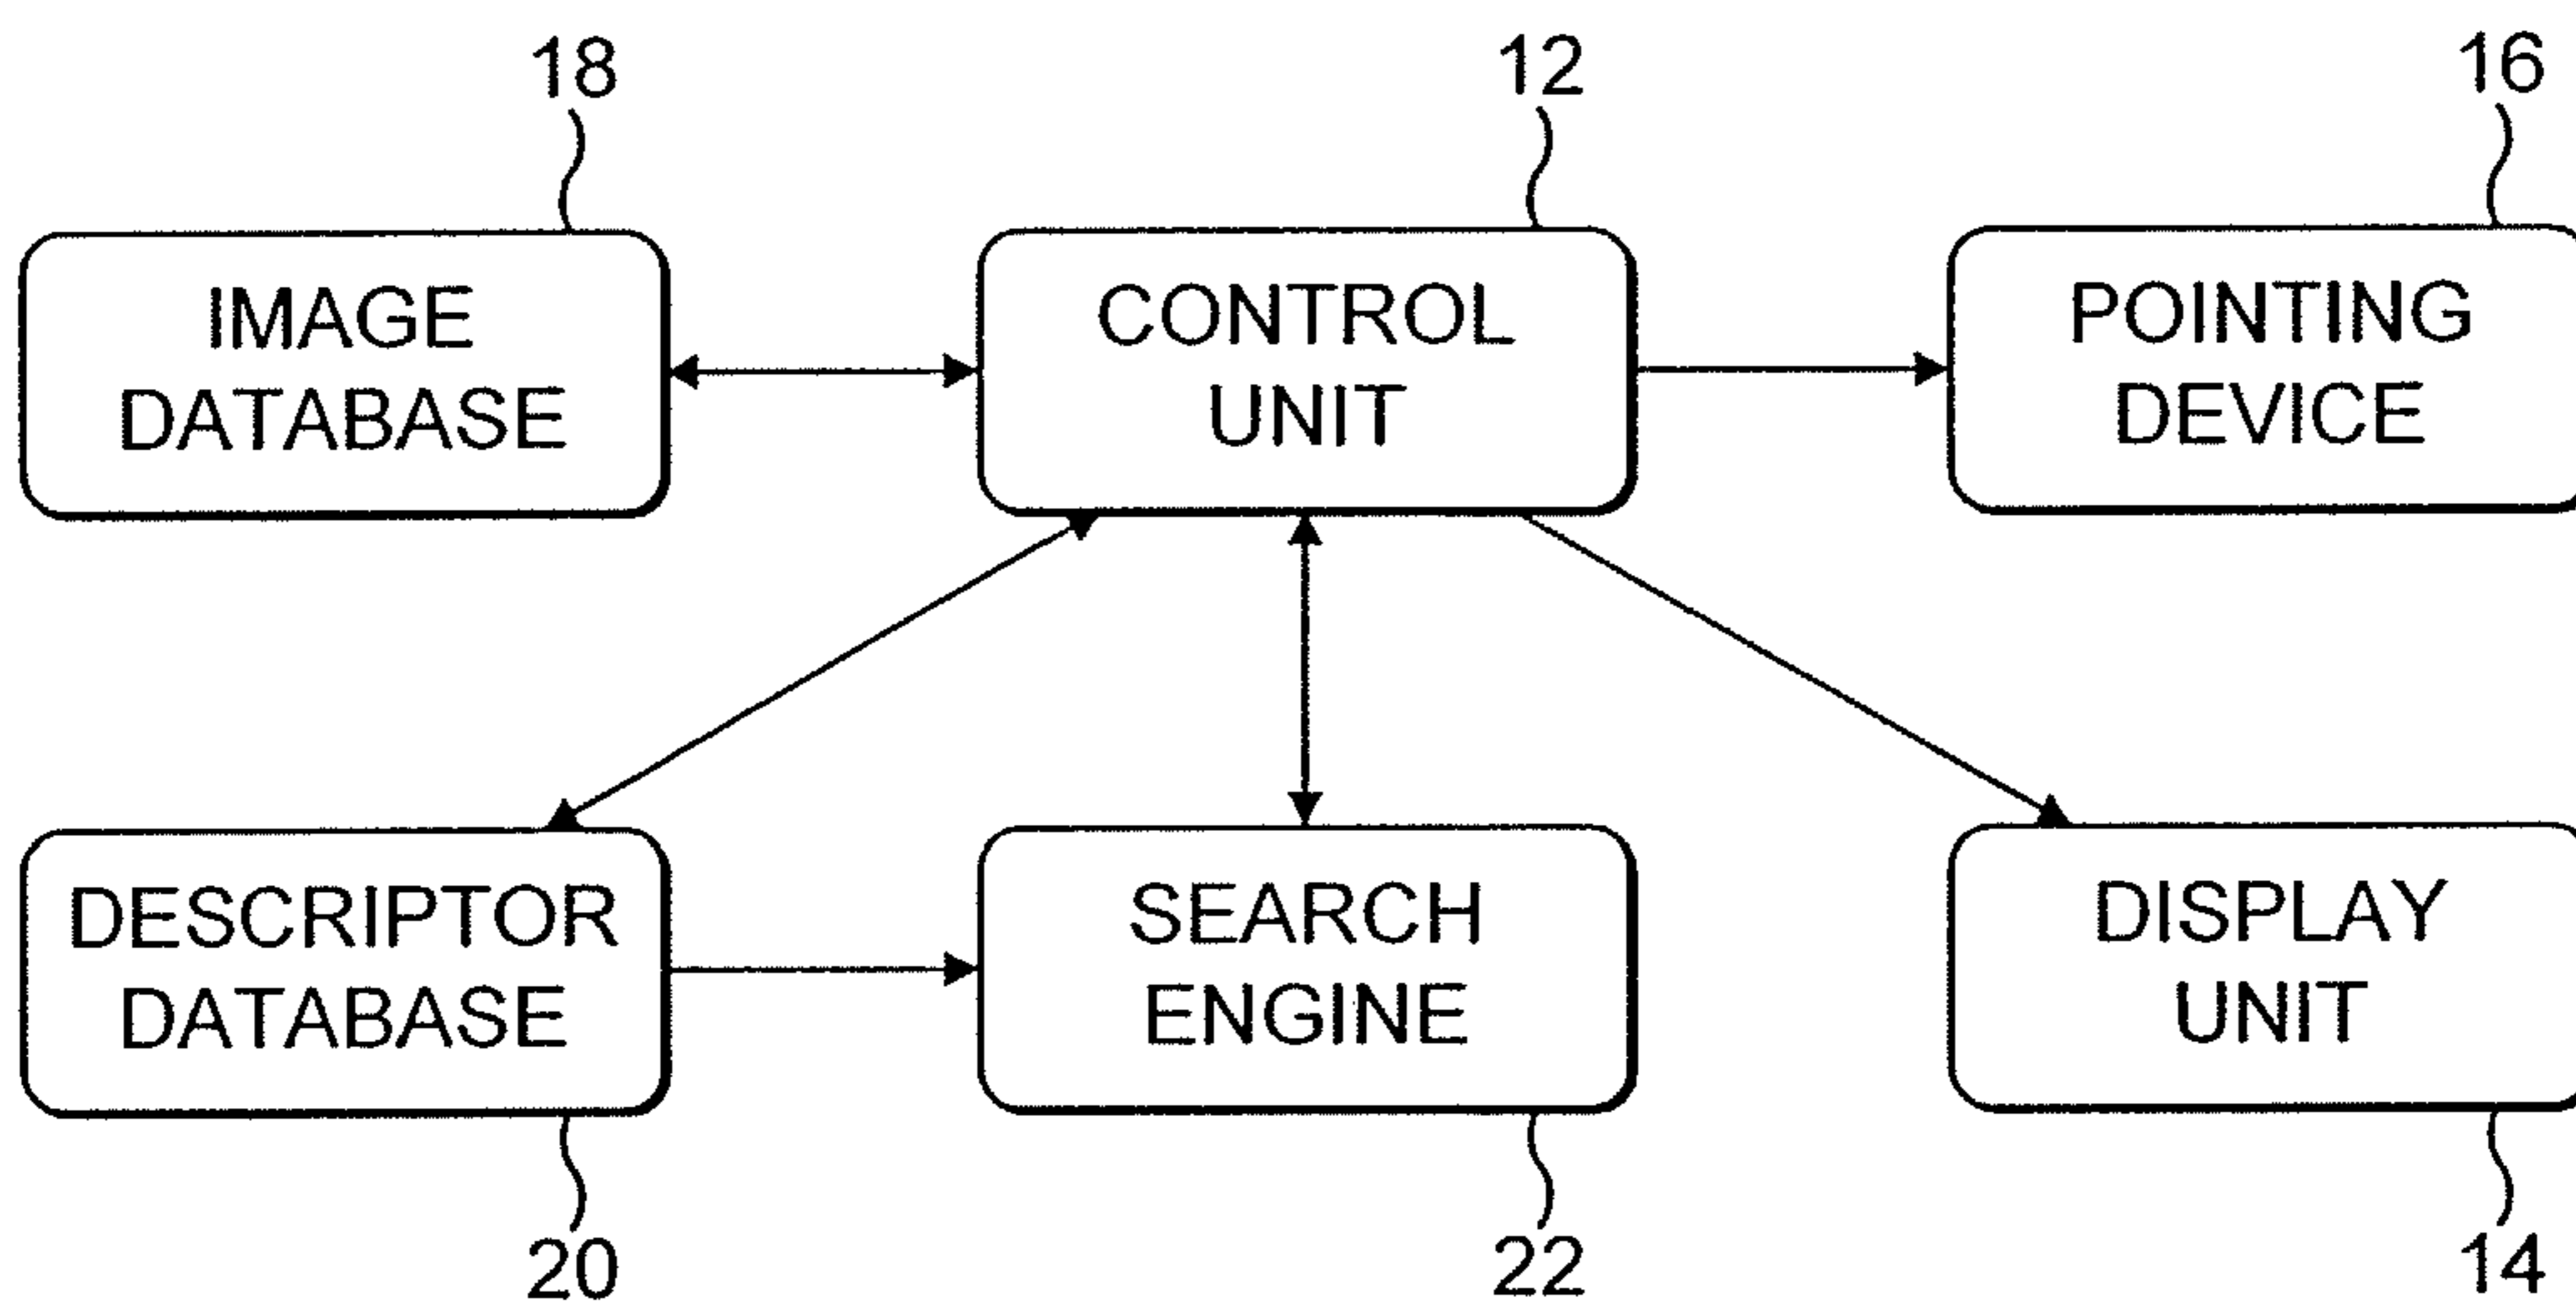 18
12
16
IMAGE
DATABASE
CONTROL
UNIT
POINTING
DEVICE
DESCRIPTOR
DATABASE
SEARCH
ENGINE
DISPLAY
UNIT
20
22
14